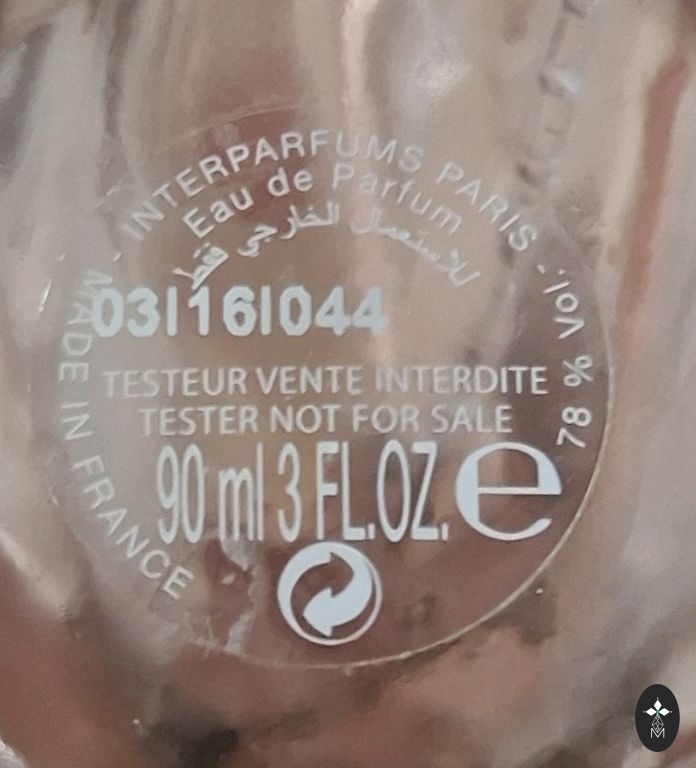 INTERPARFUMS PARIS - 78 % vol.
Eau de Parfum
للاستعمال الخارجي فقط
03I16I044
TESTEUR VENTE INTERDITE
TESTER NOT FOR SALE
90 ml 3 FL.OZ. e
MADE IN FRANCE
M